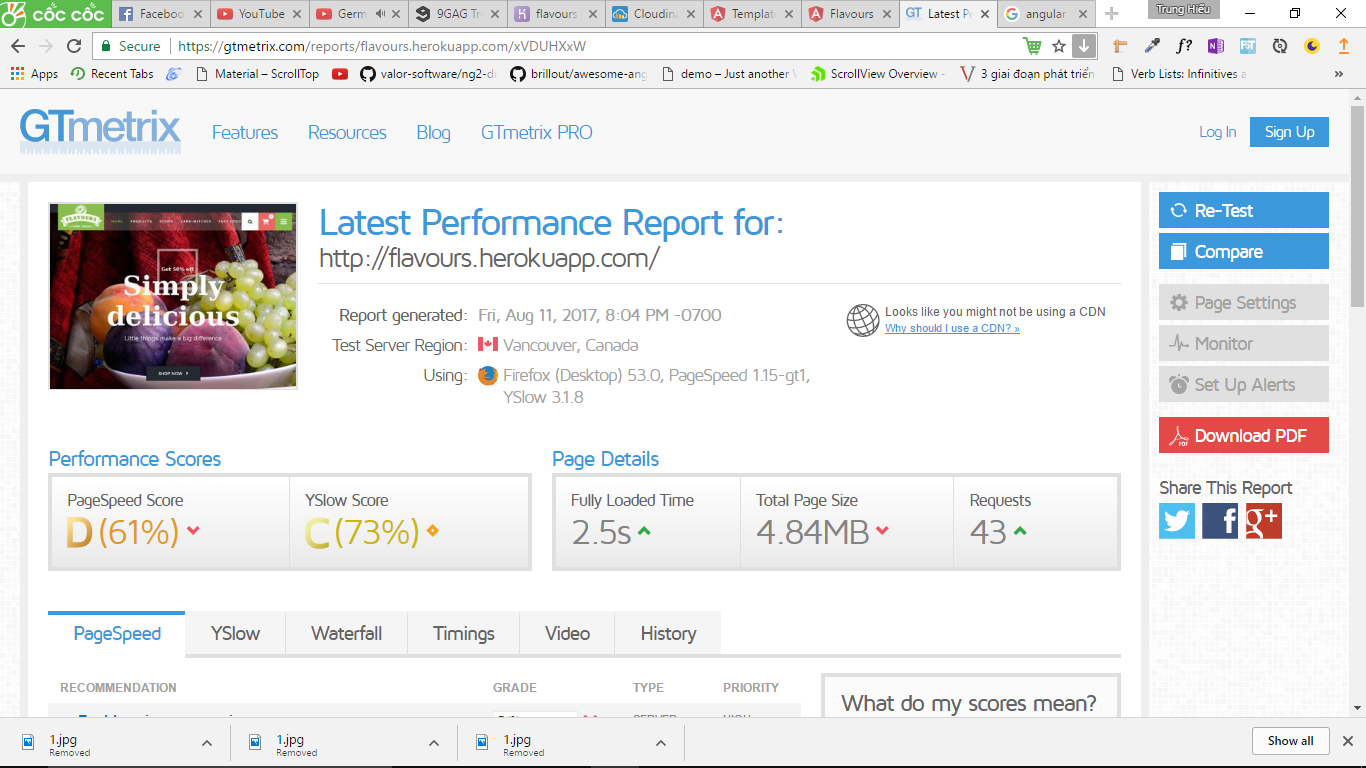 cốc cốc
Faceboo
YouTube
Germ
9GAG Tr
flavours
Cloudina
Templat
Flavours
GT Latest Pe
angular
Trung Hiếu
Secure https://gtmetrix.com/reports/flavours.herokuapp.com/xVDUHXxW
f?
Apps
Recent Tabs
Material – ScrollTop
valor-software/ng2-dr
brillout/awesome-ang
demo – Just another W
ScrollView Overview -
3 giai đoạn phát triển
Verb Lists: Infinitives a
»
GTmetrix
Features
Resources
Blog
GTmetrix PRO
Log In
Sign Up
FLAVOURS
HOME
PRODUCTS
Get 50% off
Simply
delicious
Little things make a big difference
SHOP NOW
Latest Performance Report for:
http://flavours.herokuapp.com/
Report generated: Fri, Aug 11, 2017, 8:04 PM -0700
Test Server Region: Vancouver, Canada
Using: Firefox (Desktop) 53.0, PageSpeed 1.15-gt1,
YSlow 3.1.8
Looks like you might not be using a CDN
Why should I use a CDN? »
Re-Test
Compare
Page Settings
Monitor
Set Up Alerts
Download PDF
Share This Report
g+
Performance Scores
PageSpeed Score
D (61%)
YSlow Score
C (73%)
Page Details
Fully Loaded Time
2.5s
Total Page Size
4.84MB
Requests
43
PageSpeed
YSlow
Waterfall
Timings
Video
History
RECOMMENDATION
GRADE
TYPE
PRIORITY
What do my scores mean?
1.jpg
Removed
1.jpg
Removed
1.jpg
Removed
Show all